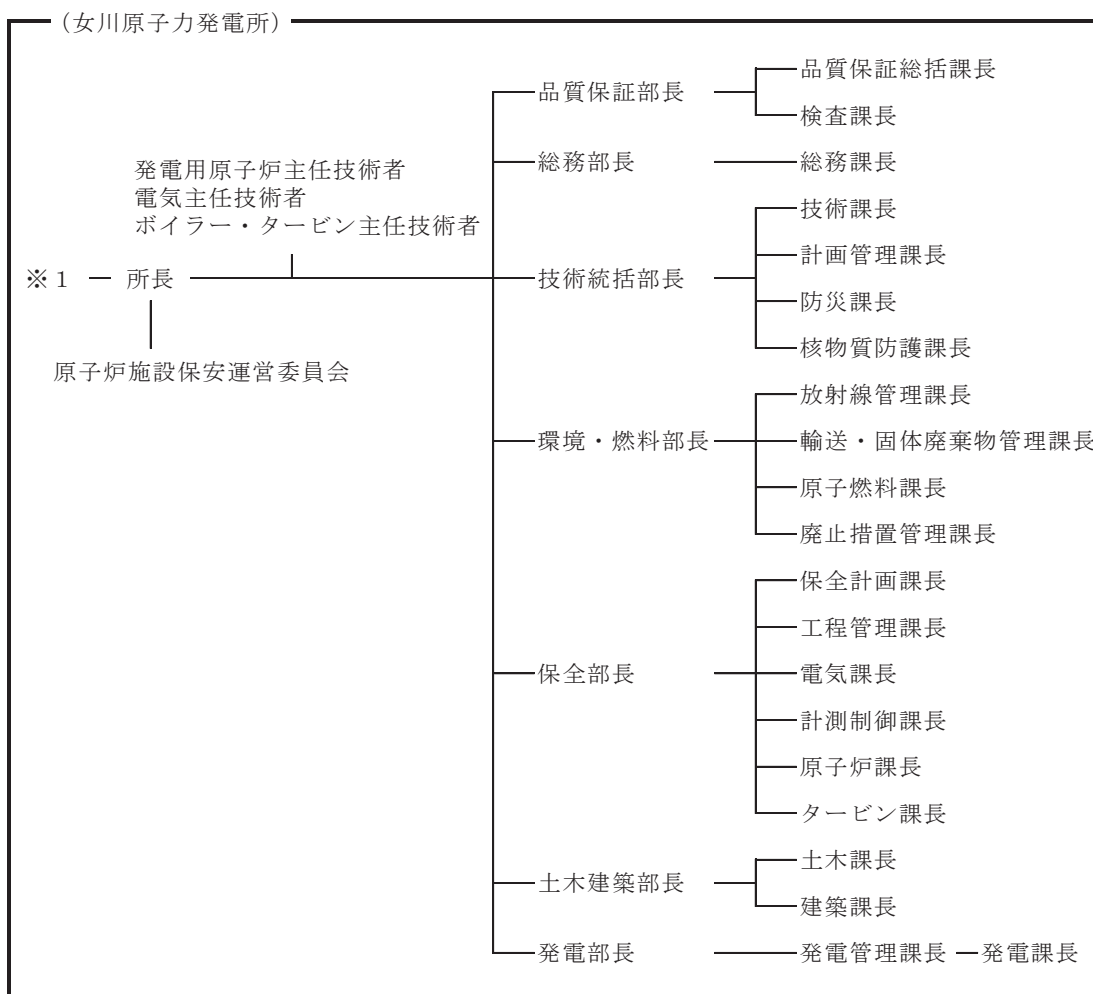 （女川原子力発電所）
品質保証部長
品質保証総括課長
検査課長
総務部長
総務課長
発電用原子炉主任技術者
電気主任技術者
ボイラー・タービン主任技術者
※１
所長
原子炉施設保安運営委員会
技術統括部長
技術課長
計画管理課長
防災課長
核物質防護課長
環境・燃料部長
放射線管理課長
輸送・固体廃棄物管理課長
原子燃料課長
廃止措置管理課長
保全部長
保全計画課長
工程管理課長
電気課長
計測制御課長
原子炉課長
タービン課長
土木建築部長
土木課長
建築課長
発電部長
発電管理課長
発電課長